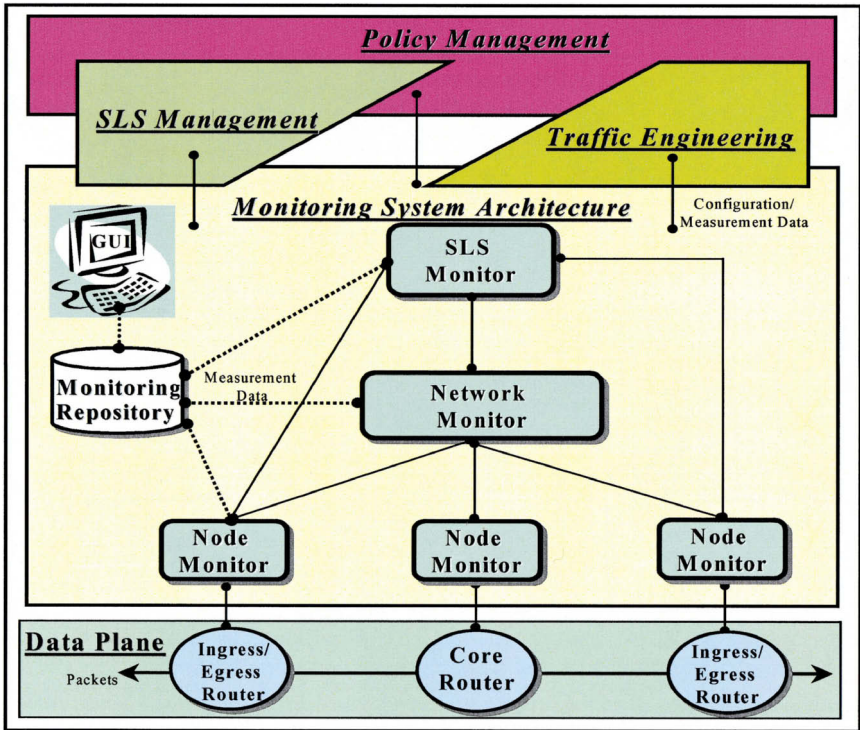 Policy Management
SLS Management
Traffic Engineering
Monitoring System Architecture
Configuration/
Measurement Data
GUI
SLS
Monitor
Monitoring
Repository
Measurement
Data
Network
Monitor
Node
Monitor
Node
Monitor
Node
Monitor
Data Plane
Packets
Ingress/
Egress
Router
Core
Router
Ingress/
Egress
Router